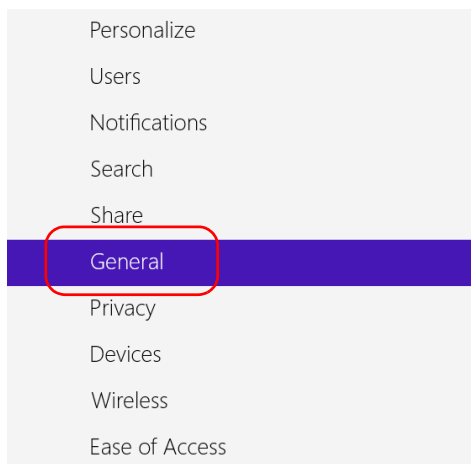 Personalize
Users
Notifications
Search
Share
General
Privacy
Devices
Wireless
Ease of Access